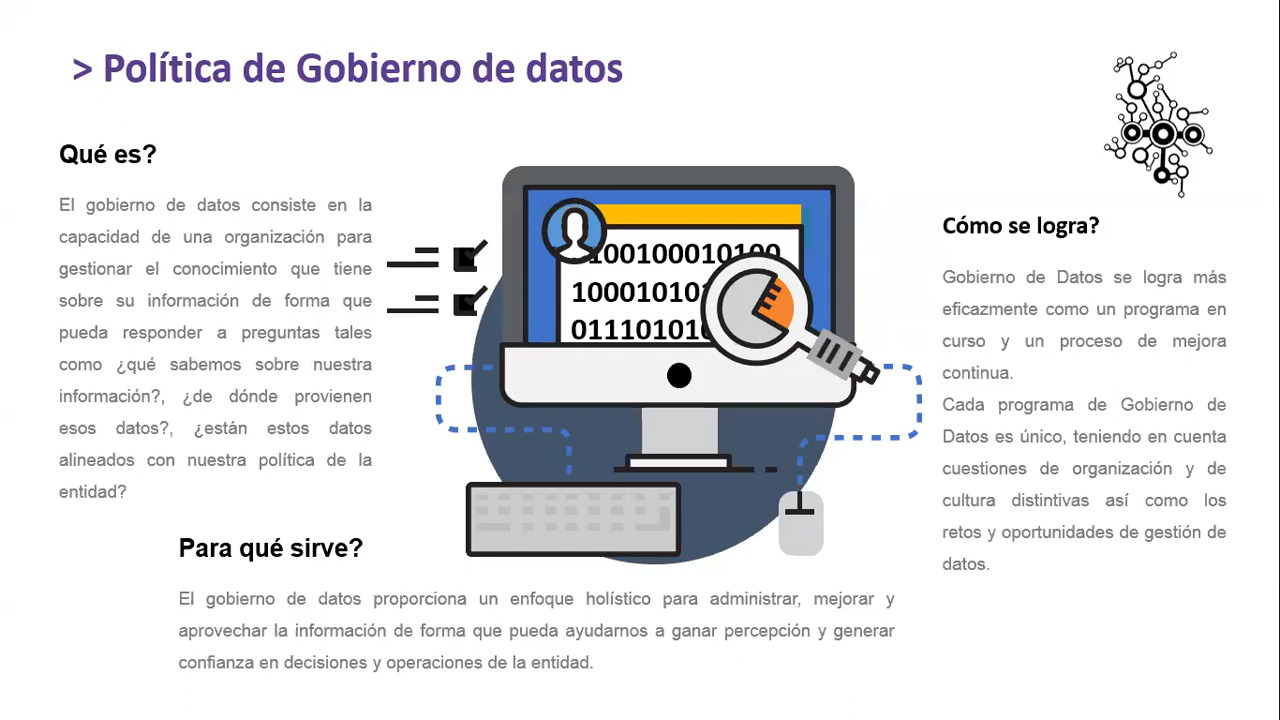 > Política de Gobierno de datos
Qué es?
El gobierno de datos consiste en la
capacidad de una organización para
gestionar el conocimiento que tiene
sobre su información de forma que
pueda responder a preguntas tales
como ¿qué sabemos sobre nuestra
información?, ¿de dónde provienen
esos datos?, ¿están estos datos
alineados con nuestra política de la
entidad?
100100010100
100010101
01110101
Cómo se logra?
Gobierno de Datos se logra más
eficazmente como un programa en
curso y un proceso de mejora
continua.
Cada programa de Gobierno de
Datos es único, teniendo en cuenta
cuestiones de organización y de
cultura distintivas así como los
retos y oportunidades de gestión de
datos.
Para qué sirve?
El gobierno de datos proporciona un enfoque holístico para administrar, mejorar y
aprovechar la información de forma que pueda ayudarnos a ganar percepción y generar
confianza en decisiones y operaciones de la entidad.